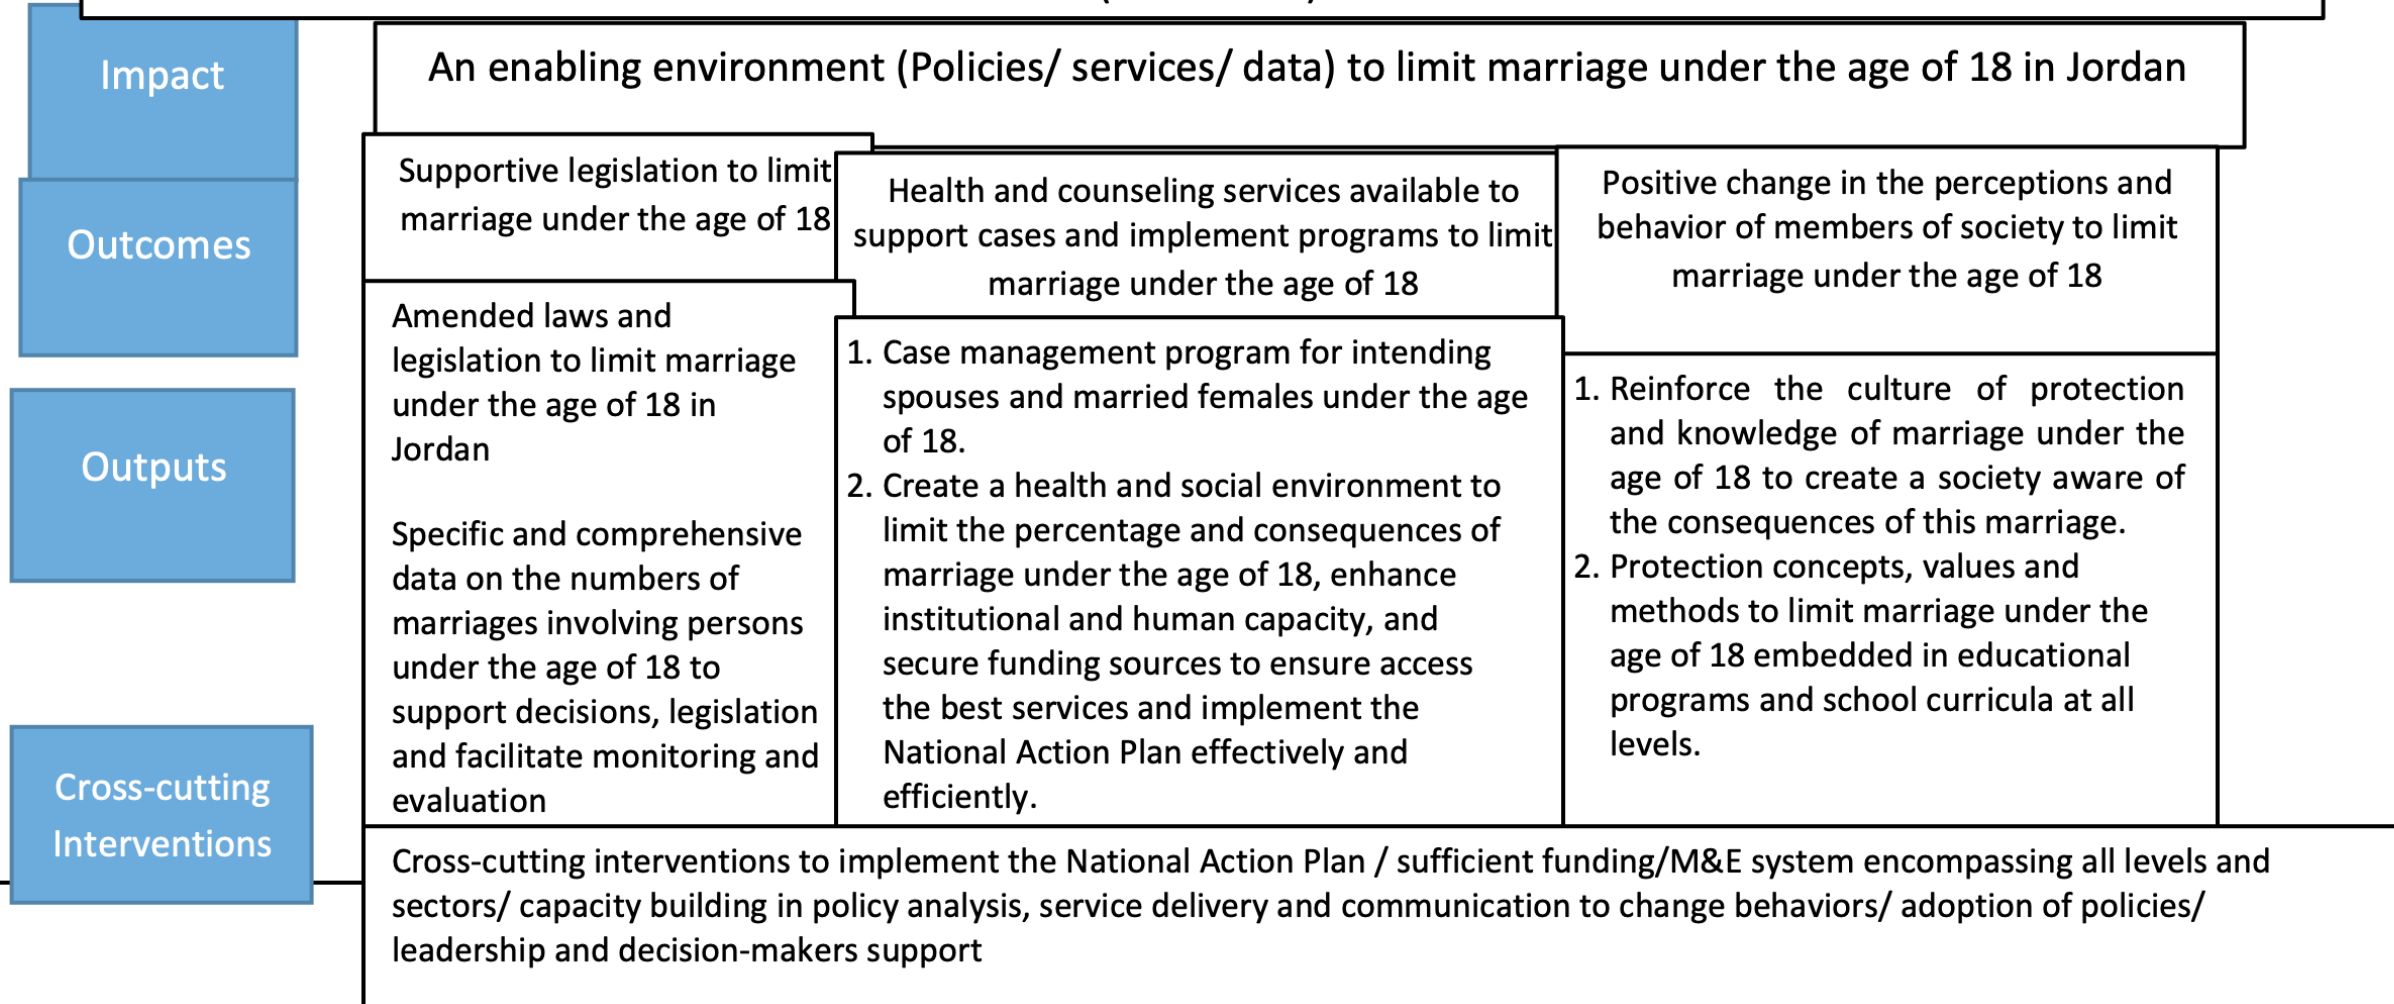 Impact
An enabling environment (Policies/ services/ data) to limit marriage under the age of 18 in Jordan
Outcomes
Supportive legislation to limit
marriage under the age of 18
Health and counseling services available to
support cases and implement programs to limit
marriage under the age of 18
Positive change in the perceptions and
behavior of members of society to limit
marriage under the age of 18
Outputs
Amended laws and
legislation to limit marriage
under the age of 18 in
Jordan
Specific and comprehensive
data on the numbers of
marriages involving persons
under the age of 18 to
support decisions, legislation
and facilitate monitoring and
evaluation
1. Case management program for intending
spouses and married females under the age
of 18.
2. Create a health and social environment to
limit the percentage and consequences of
marriage under the age of 18, enhance
institutional and human capacity, and
secure funding sources to ensure access
the best services and implement the
National Action Plan effectively and
efficiently.
1. Reinforce the culture of protection
and knowledge of marriage under the
age of 18 to create a society aware of
the consequences of this marriage.
2. Protection concepts, values and
methods to limit marriage under the
age of 18 embedded in educational
programs and school curricula at all
levels.
Cross-cutting
Interventions
Cross-cutting interventions to implement the National Action Plan / sufficient funding/M&E system encompassing all levels and
sectors/ capacity building in policy analysis, service delivery and communication to change behaviors/ adoption of policies/
leadership and decision-makers support